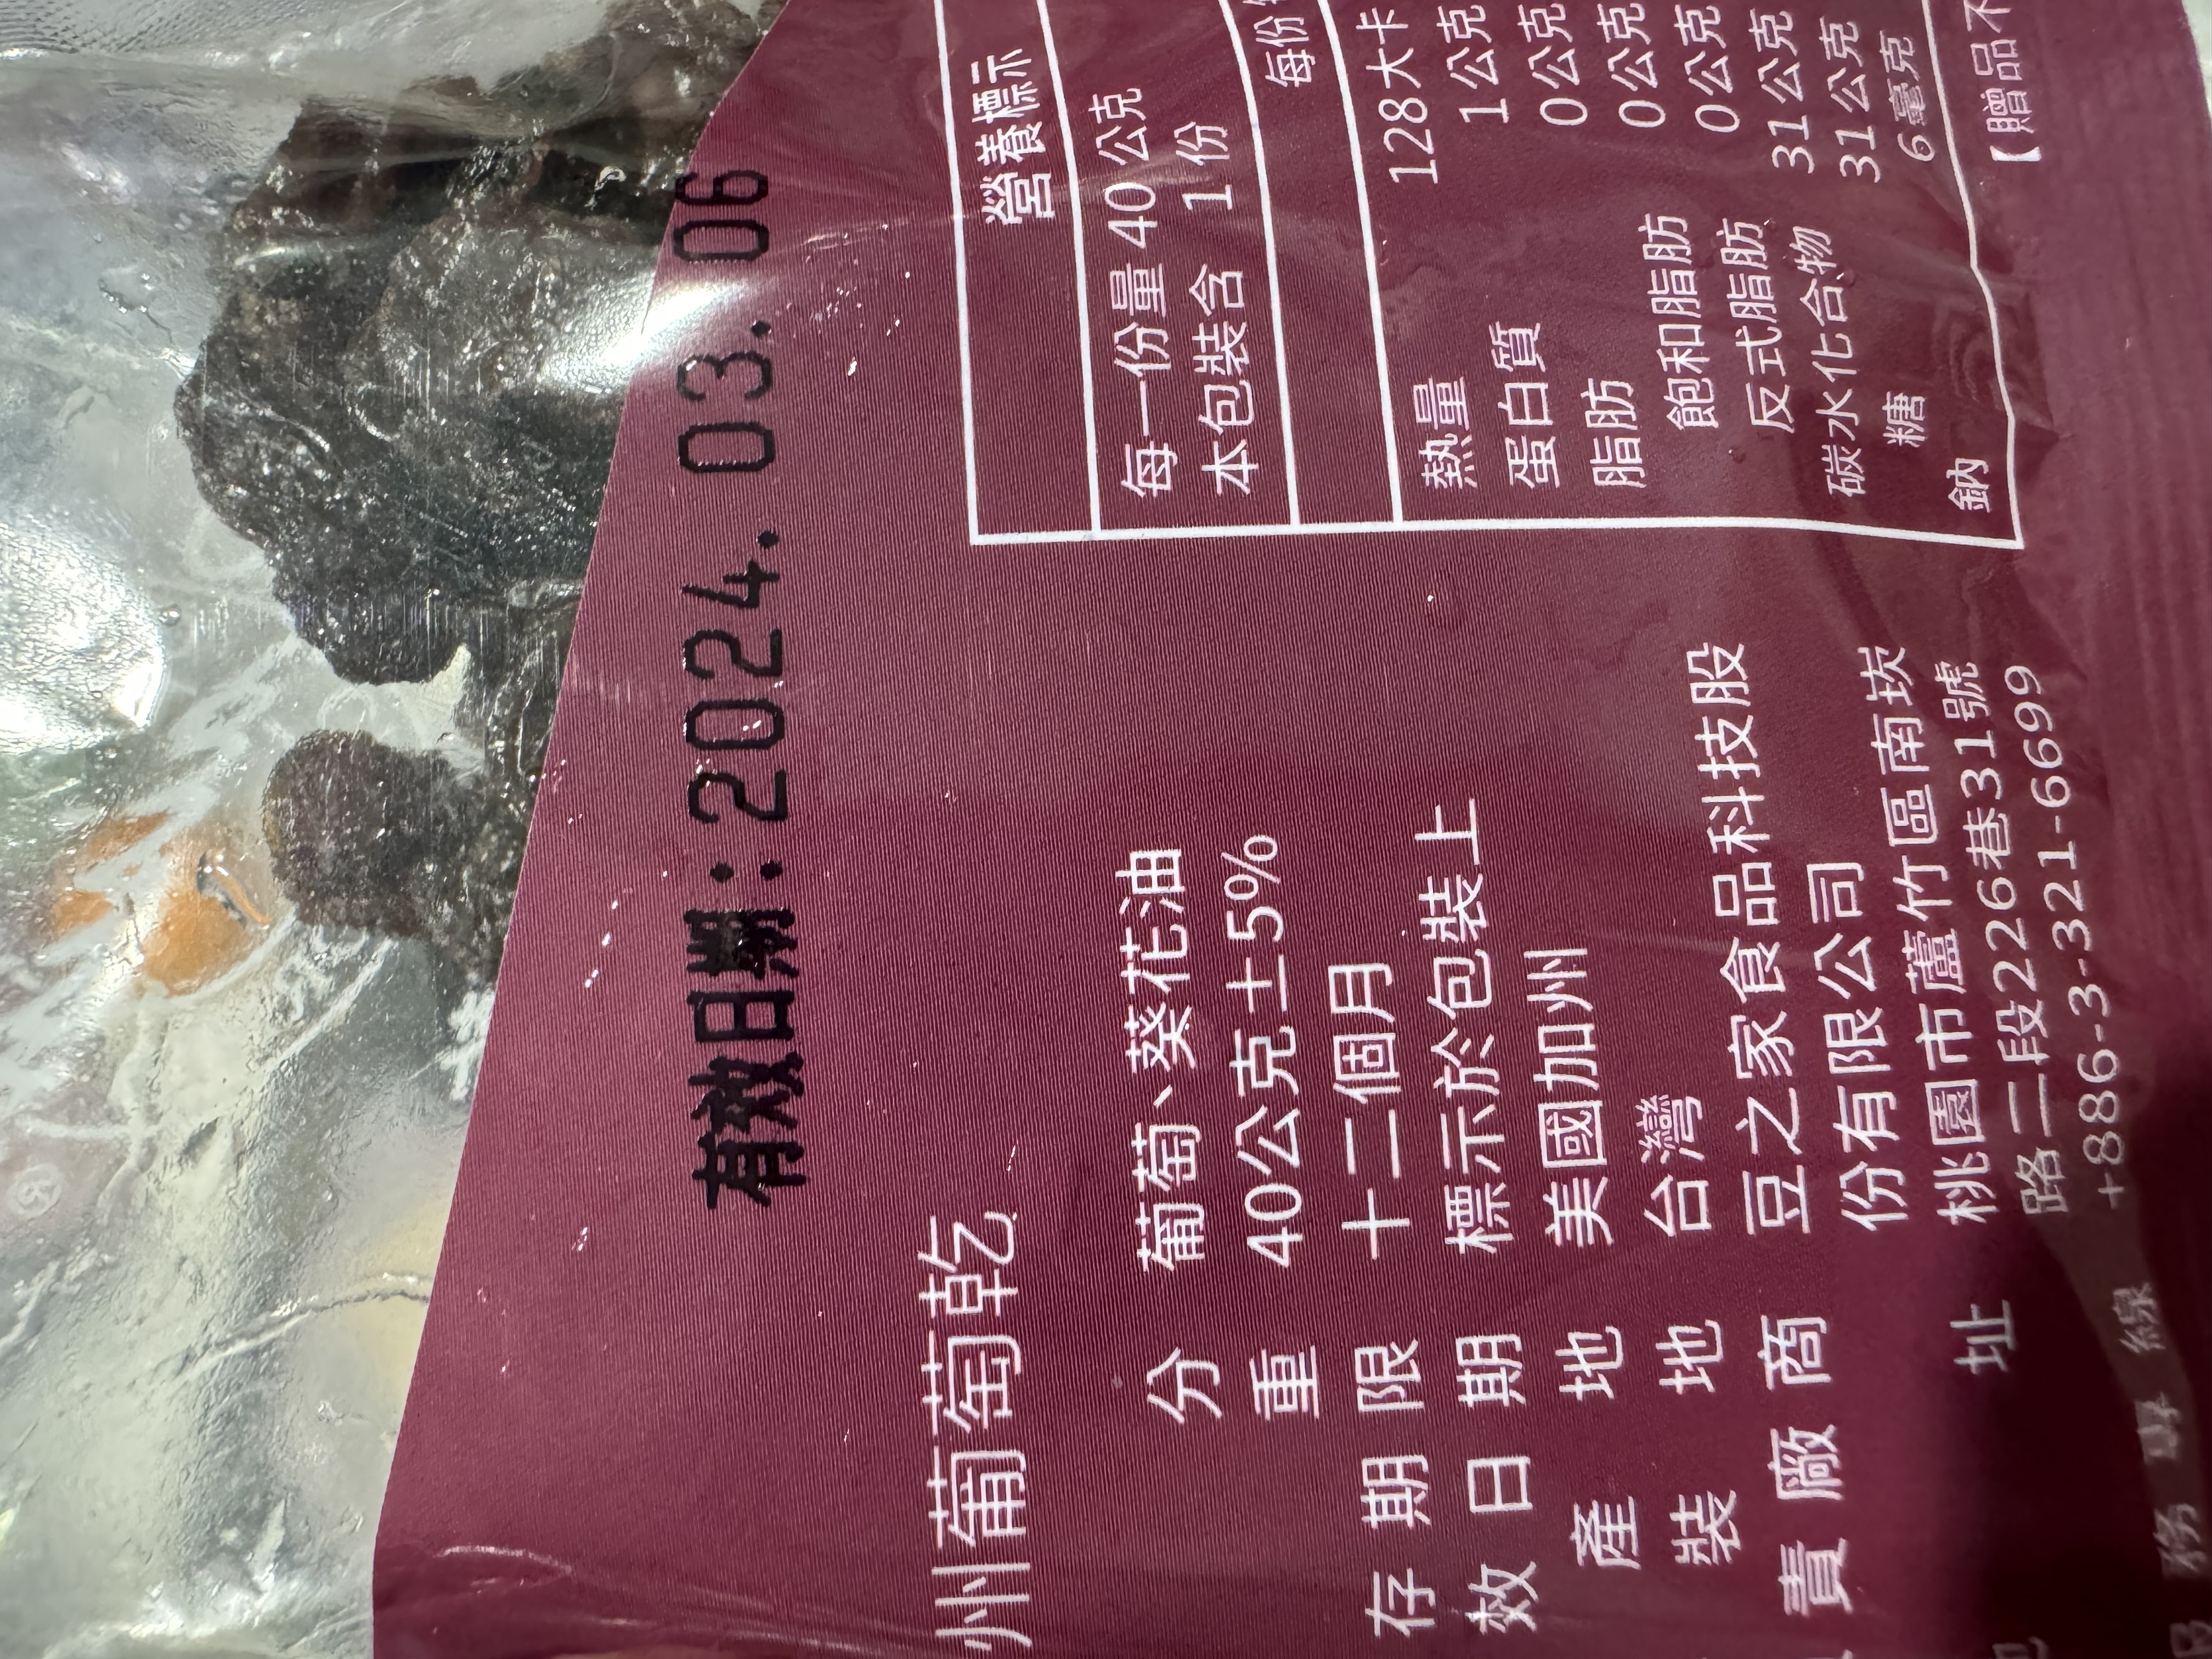 有效日期:2024.03.06
州葡萄乾
分 葡萄、葵花油
重 40公克±5%
存期限 十二個月
效日期 標示於包裝上
產地 美國加州
裝地 台灣
責廠商 豆之家食品科技股
份有限公司
址 桃園市蘆竹區南崁
路二段226巷31號
+886-3-321-6699
營養標示
每一份量 40公克
本包裝含 1份
每份
熱量 128大卡
蛋白質 1公克
脂肪 0公克
飽和脂肪 0公克
反式脂肪 0公克
碳水化合物 31公克
糖 31公克
鈉 6毫克
【贈品不